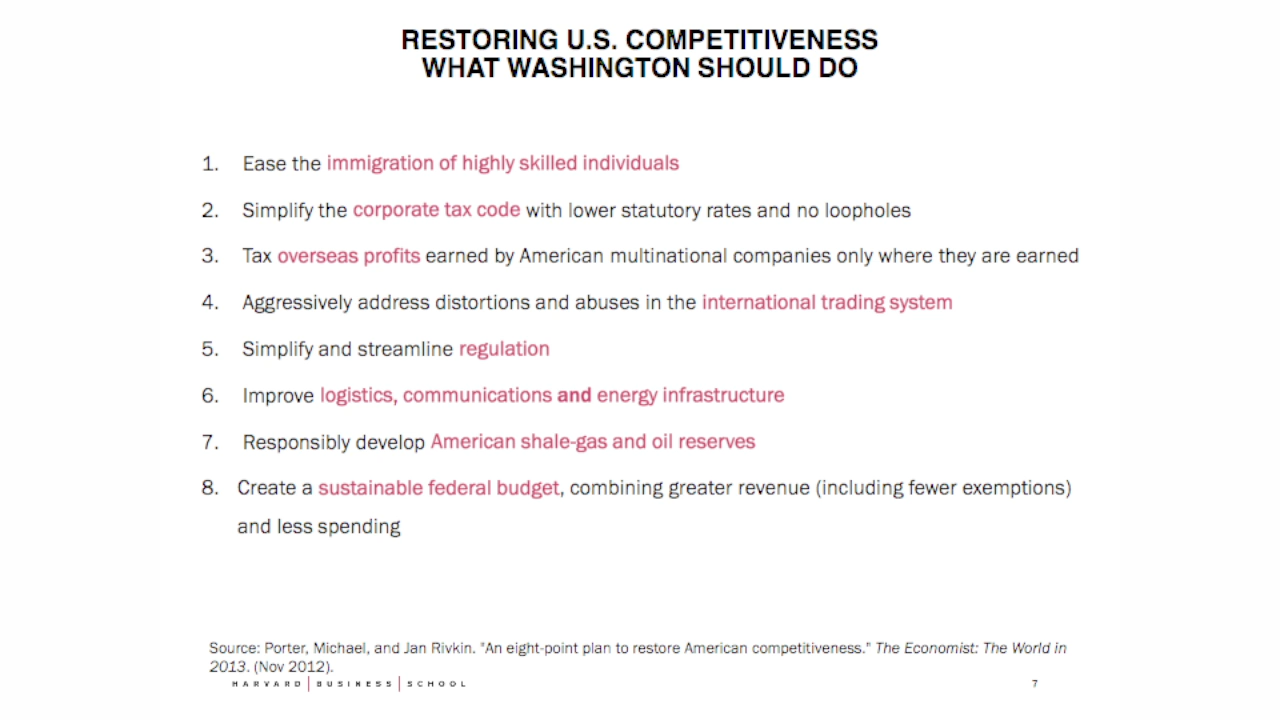 RESTORING U.S. COMPETITIVENESS
WHAT WASHINGTON SHOULD DO
1. Ease the immigration of highly skilled individuals
2. Simplify the corporate tax code with lower statutory rates and no loopholes
3. Tax overseas profits earned by American multinational companies only where they are earned
4. Aggressively address distortions and abuses in the international trading system
5. Simplify and streamline regulation
6. Improve logistics, communications and energy infrastructure
7. Responsibly develop American shale-gas and oil reserves
8. Create a sustainable federal budget, combining greater revenue (including fewer exemptions)
and less spending
Source: Porter, Michael, and Jan Rivkin. "An eight-point plan to restore American competitiveness." The Economist: The World in
2013. (Nov 2012).
HARVARD | BUSINESS | SCHOOL
7